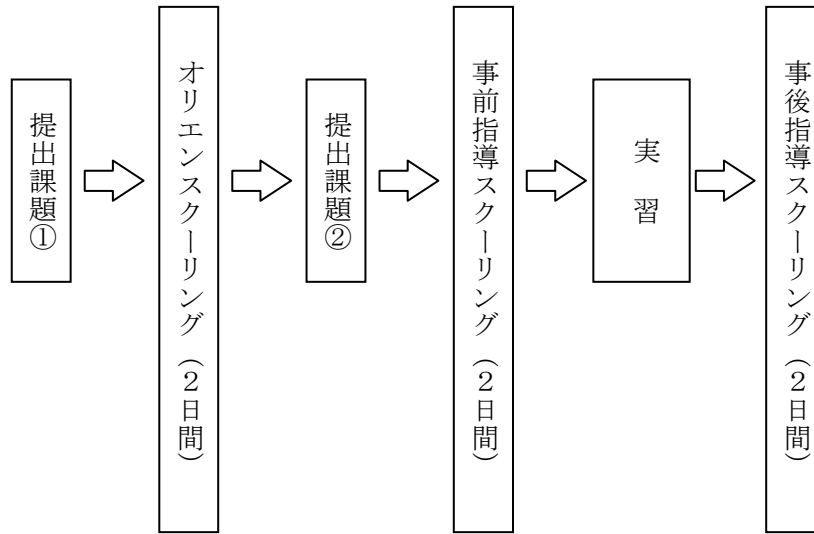 提出課題①
オリエンスクーリング（２日間）
提出課題②
事前指導スクーリング（２日間）
実習
事後指導スクーリング（２日間）